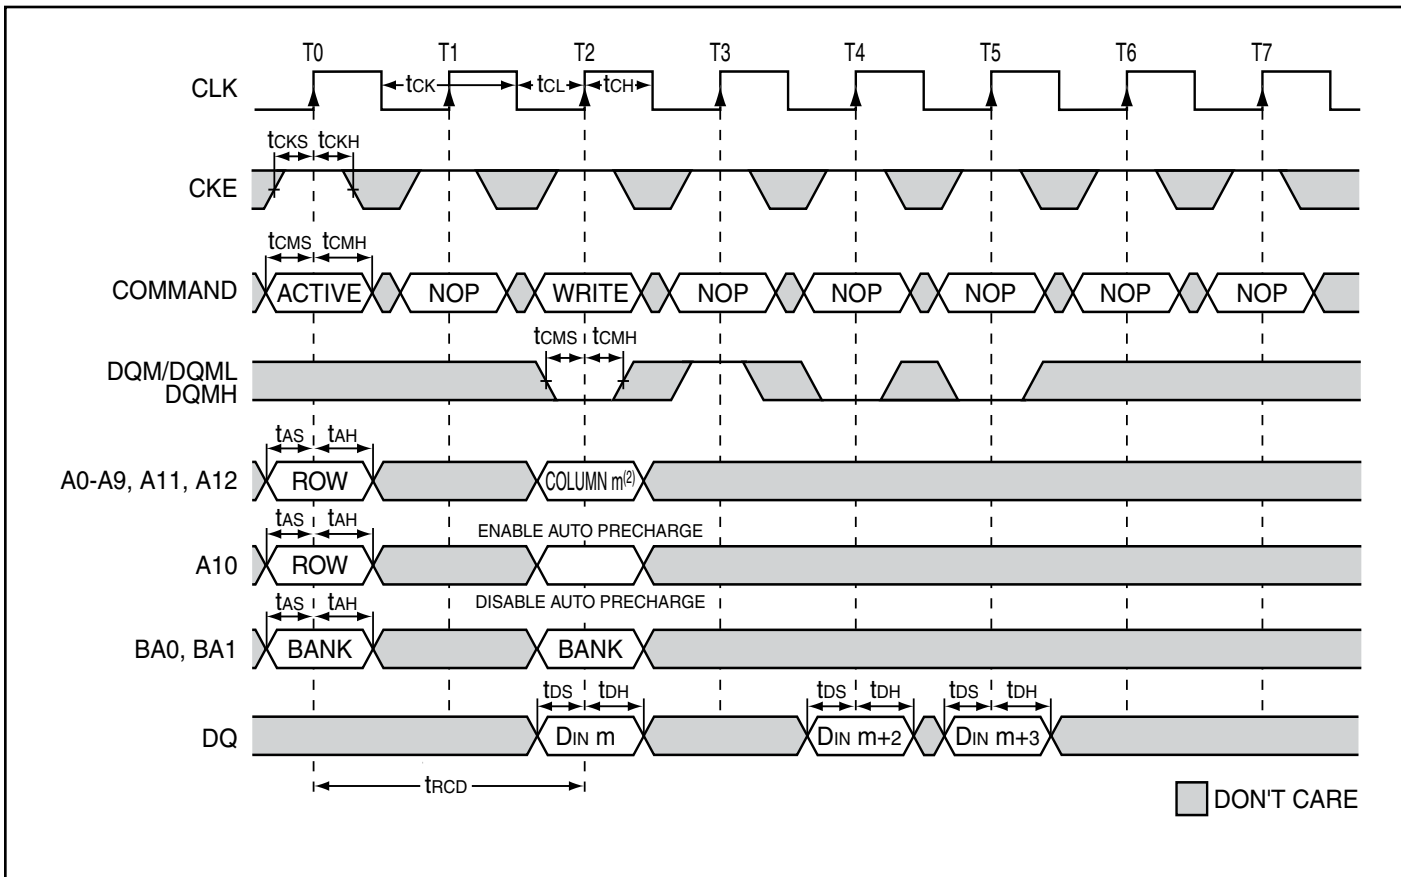 T0 T1 T2 T3 T4 T5 T6 T7
CLK tCK tCL tCH
tCKS tCKH
CKE
tCMS tCMH
COMMAND ACTIVE NOP WRITE NOP NOP NOP NOP NOP
tCMS tCMH
DQM/DQML
DQMH
tAS tAH
A0-A9, A11, A12 ROW COLUMN m(2)
tAS tAH ENABLE AUTO PRECHARGE
A10 ROW
tAS tAH DISABLE AUTO PRECHARGE
BA0, BA1 BANK BANK
tDS tDH tDS tDH tDS tDH
DQ DIN m DIN m+2 DIN m+3
tRCD
DON'T CARE